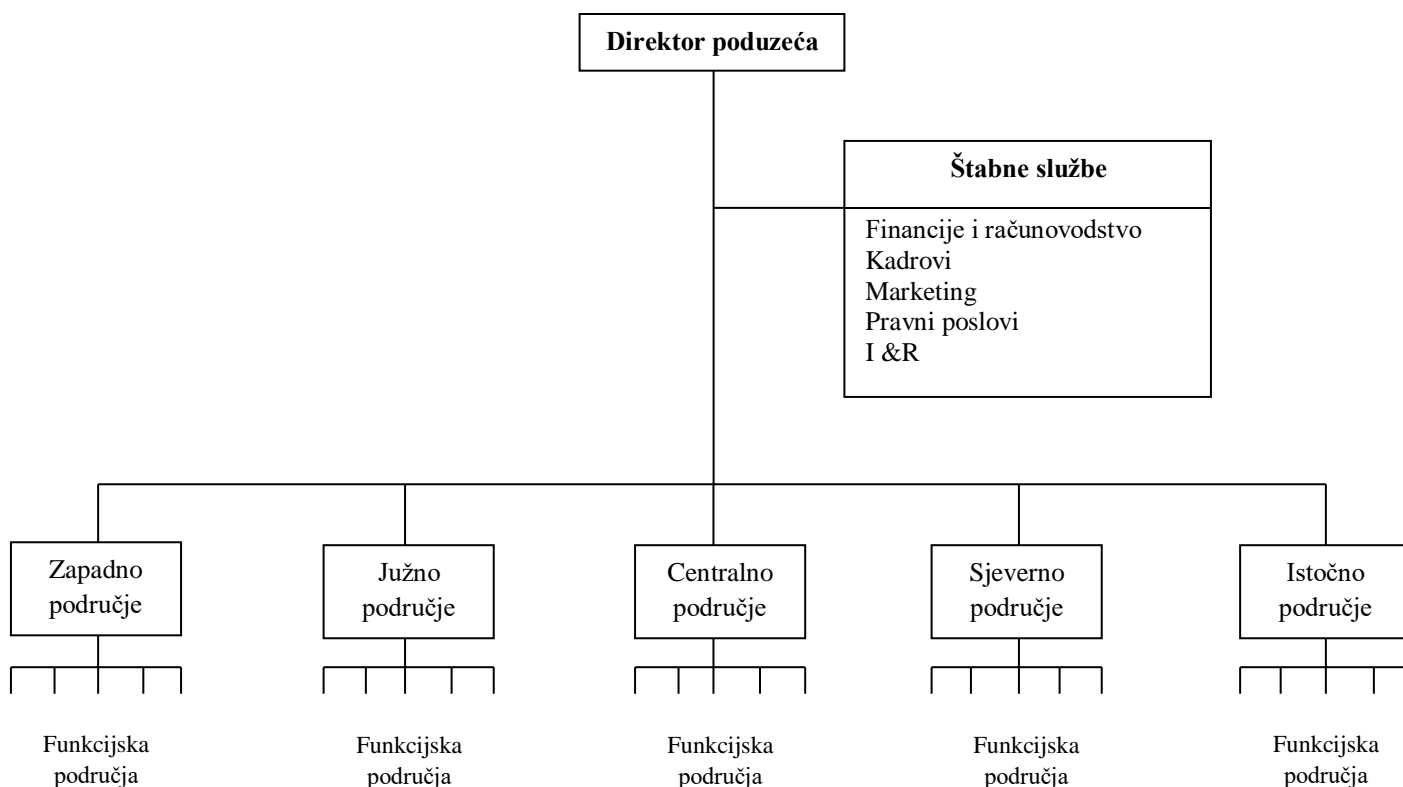 Direktor poduzeća
Štabne službe
Financije i računovodstvo
Kadrovi
Marketing
Pravni poslovi
I &R
Zapadno
područje
Južno
područje
Centralno
područje
Sjeverno
područje
Istočno
područje
Funkcijska
područja
Funkcijska
područja
Funkcijska
područja
Funkcijska
područja
Funkcijska
područja